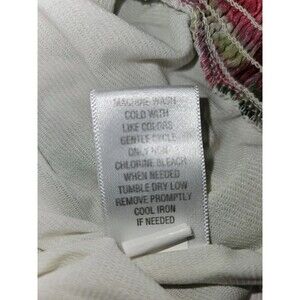 MACHINE WASH
COLD WITH
LIKE COLORS
GENTLE CYCLE
ONLY NON
CHLORINE BLEACH
WHEN NEEDED
TUMBLE DRY LOW
REMOVE PROMPTLY
COOL IRON
IF NEEDED